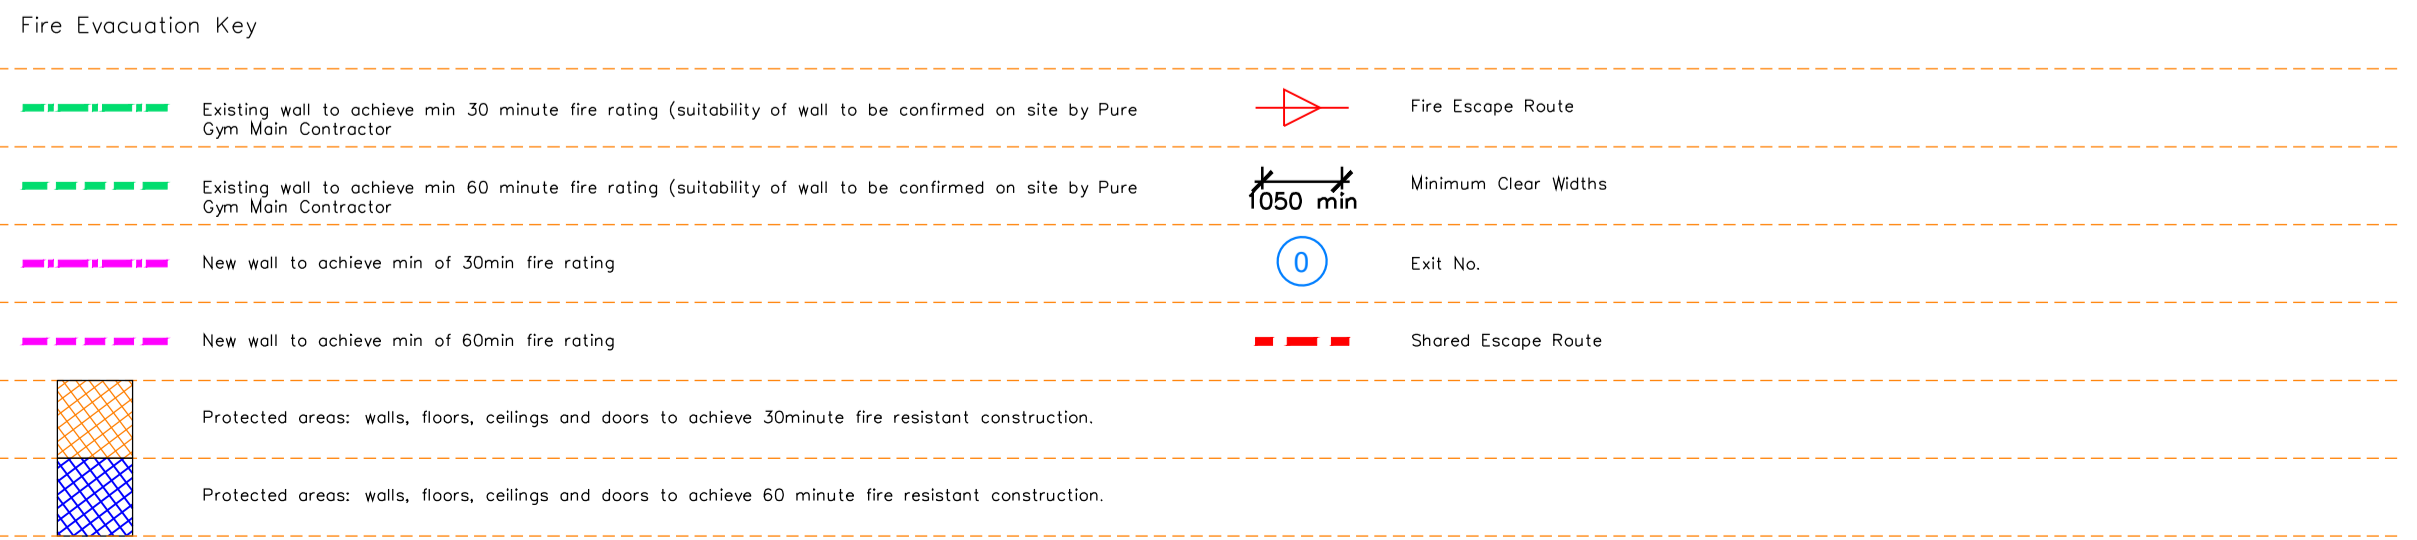 Fire Evacuation Key
Existing wall to achieve min 30 minute fire rating (suitability of wall to be confirmed on site by Pure
Gym Main Contractor
Fire Escape Route
Existing wall to achieve min 60 minute fire rating (suitability of wall to be confirmed on site by Pure
Gym Main Contractor
1050 min
Minimum Clear Widths
New wall to achieve min of 30min fire rating
0
Exit No.
New wall to achieve min of 60min fire rating
Shared Escape Route
Protected areas: walls, floors, ceilings and doors to achieve 30minute fire resistant construction.
Protected areas: walls, floors, ceilings and doors to achieve 60 minute fire resistant construction.